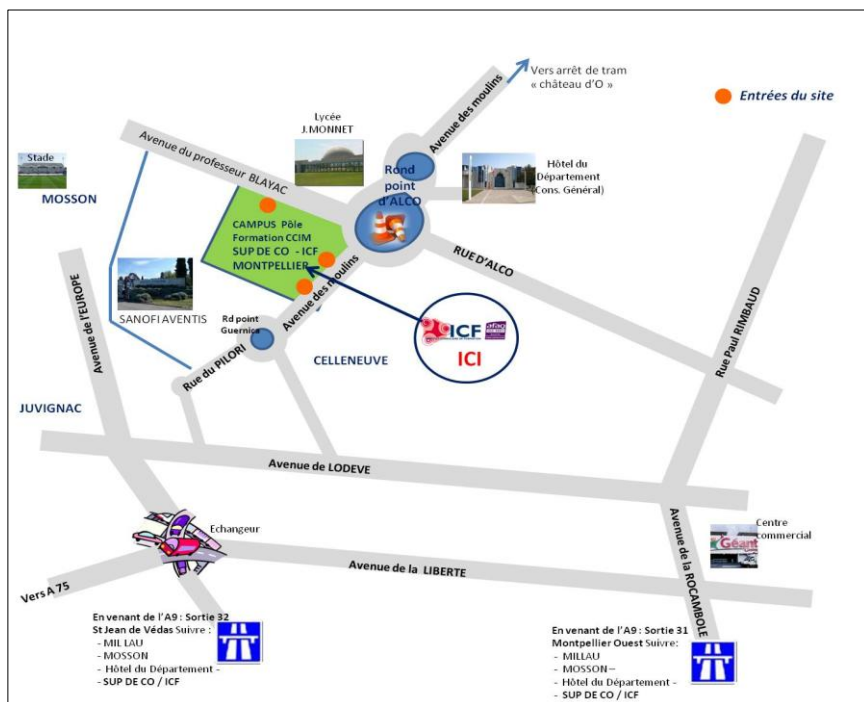 Vers arrêt de tram
« château d'O »
Entrées du site
Avenue des moulins
Lycée
J.MONNET
Avenue du professeur BLAYAC
Stade
MOSSON
Rond
point
d'ALCO
Hôtel du
Département
(Cons. Général)
CAMPUS Pôle
Formation CCIM
SUP DE CO - ICF
MONTPELLIER
RUE D'ALCO
Avenue des moulins
SANOFI AVENTIS
Avenue de l'EUROPE
Rd point
Guernica
Rue du PILORI
CELLENEUVE
ICF
afaq
ICI
Rue Paul RIMBAUD
JUVIGNAC
Avenue de LODEVE
Echangeur
Avenue de la LIBERTE
Avenue de la ROCAMBOLE
Géant
Centre
commercial
Vers A 75
En venant de l'A9 : Sortie 32
St Jean de Védas Suivre :
- MIL LAU
- MOSSON
- Hôtel du Département -
- SUP DE CO / ICF
En venant de l'A9 : Sortie 31
Montpellier Ouest Suivre:
- MILLAU
- MOSSON –
- Hôtel du Département -
- SUP DE CO / ICF